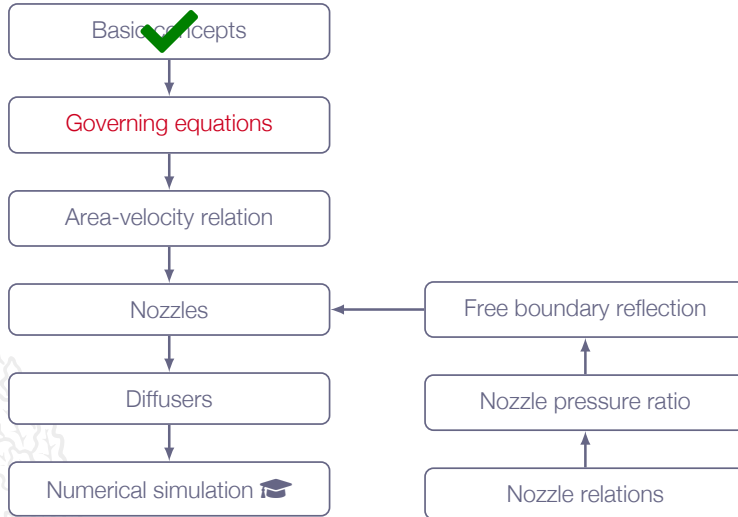 Basic concepts
Governing equations
Area-velocity relation
Nozzles
Free boundary reflection
Diffusers
Nozzle pressure ratio
Numerical simulation
Nozzle relations